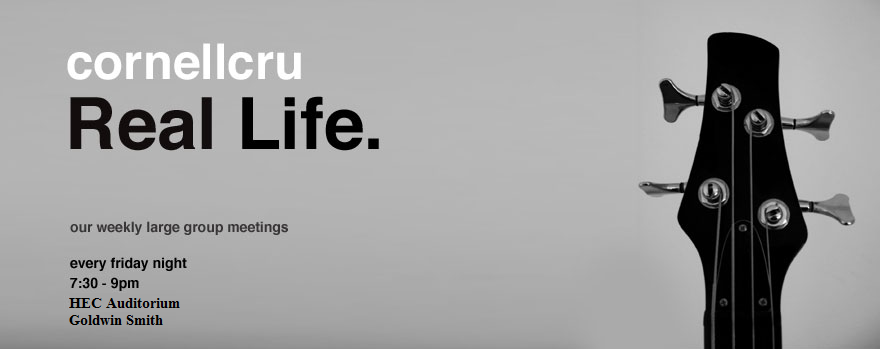 cornellcru
Real Life.
our weekly large group meetings
every friday night
7:30 - 9pm
HEC Auditorium
Goldwin Smith